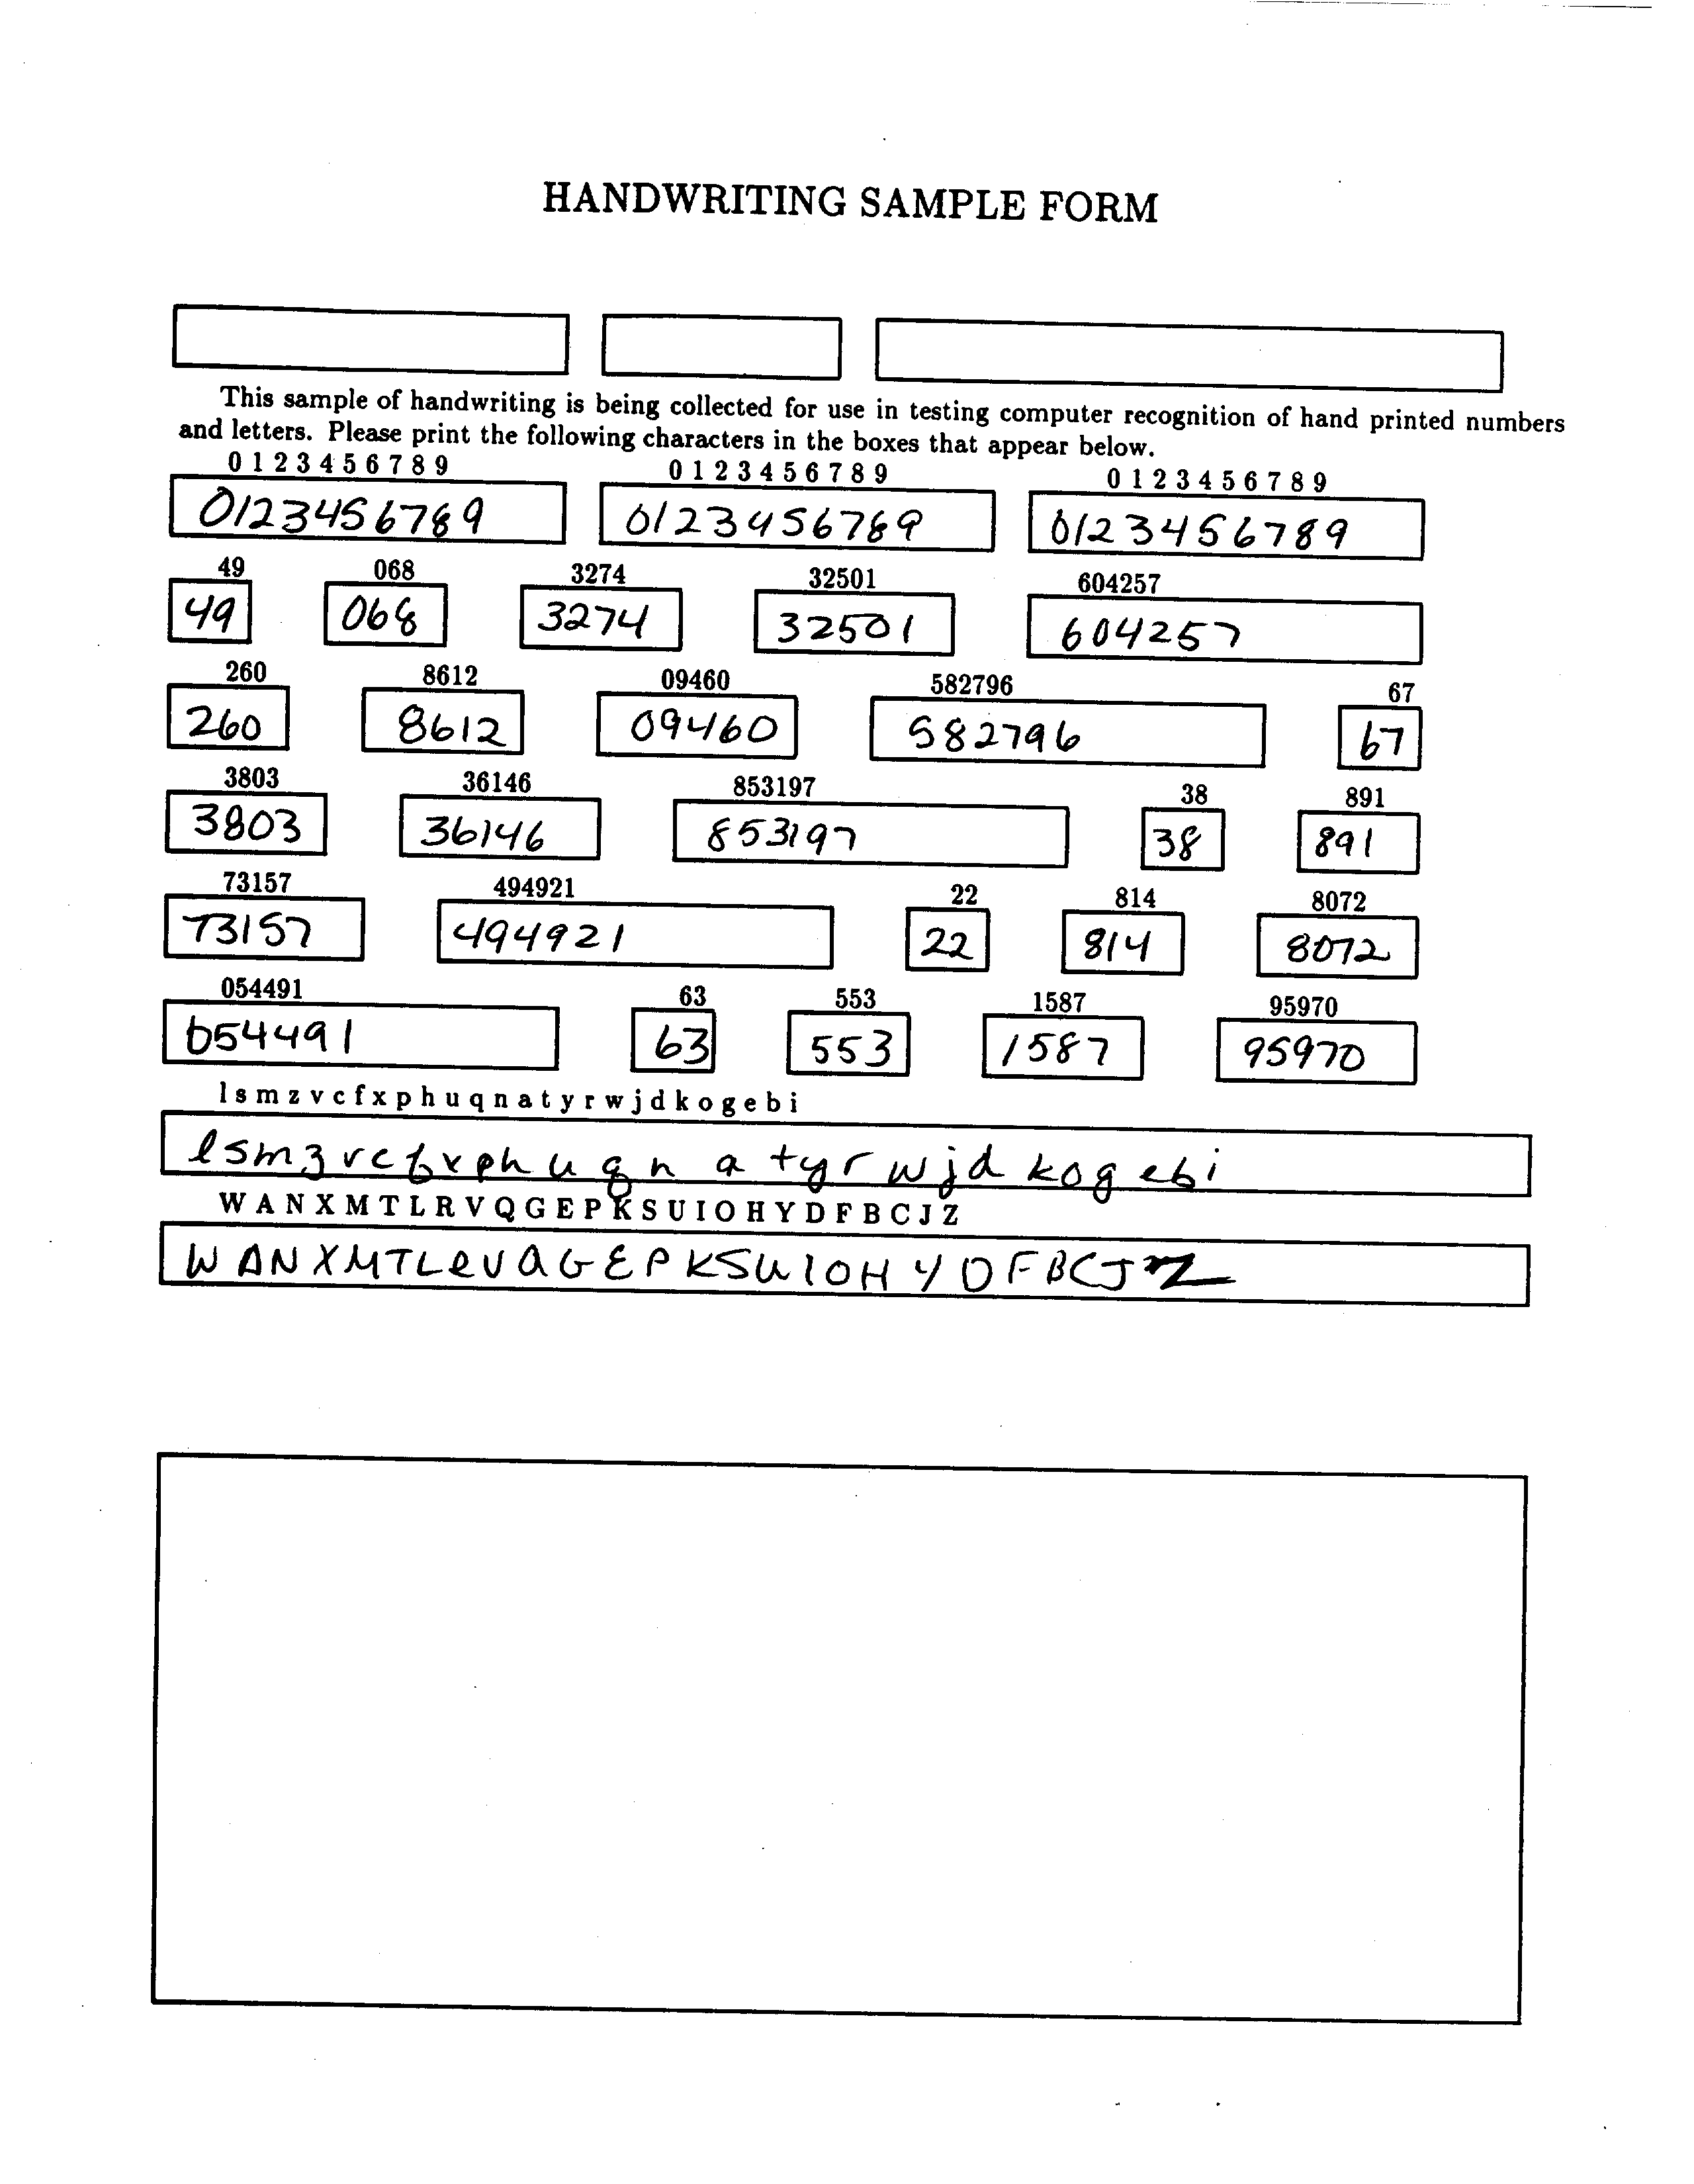 HANDWRITING SAMPLE FORM
This sample of handwriting is being collected for use in testing computer recognition of hand printed numbers
and letters. Please print the following characters in the boxes that appear below.
0 1 2 3 4 5 6 7 8 9 0 1 2 3 4 5 6 7 8 9 0 1 2 3 4 5 6 7 8 9
0123456789 0123456789 0123456789
49 068 3274 32501 604257
49 068 3274 32501 604257
260 8612 09460 582796 67
260 8612 09460 582796 67
3803 36146 853197 38 891
3803 36146 853197 38 891
73157 494921 22 814 8072
73157 494921 22 814 8072
054491 63 553 1587 95970
054491 63 553 1587 95970
l s m z v c f x p h u q n a t y r w j d k o g e b i
l s m z v c f x p h u q n a t y r w j d k o g e b i
W A N X M T L R V Q G E P K S U I O H Y D F B C J Z
W A N X M T L R V Q G E P K S U I O H Y D F B C J Z